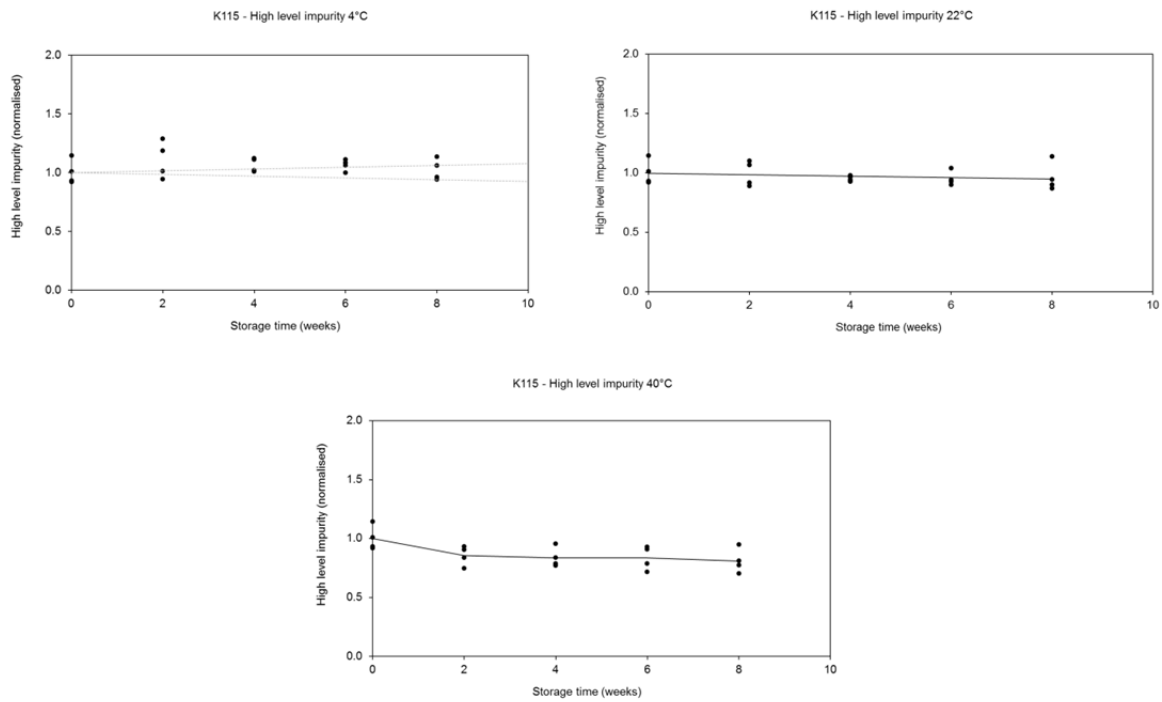 K115 - High level impurity 4°C
High level impurity (normalised)
2.0
1.5
1.0
0.5
0.0
0 2 4 6 8 10
Storage time (weeks)
K115 - High level impurity 22°C
High level impurity (normalised)
2.0
1.5
1.0
0.5
0.0
0 2 4 6 8 10
Storage time (weeks)
K115 - High level impurity 40°C
High level impurity (normalised)
2.0
1.5
1.0
0.5
0.0
0 2 4 6 8 10
Storage time (weeks)